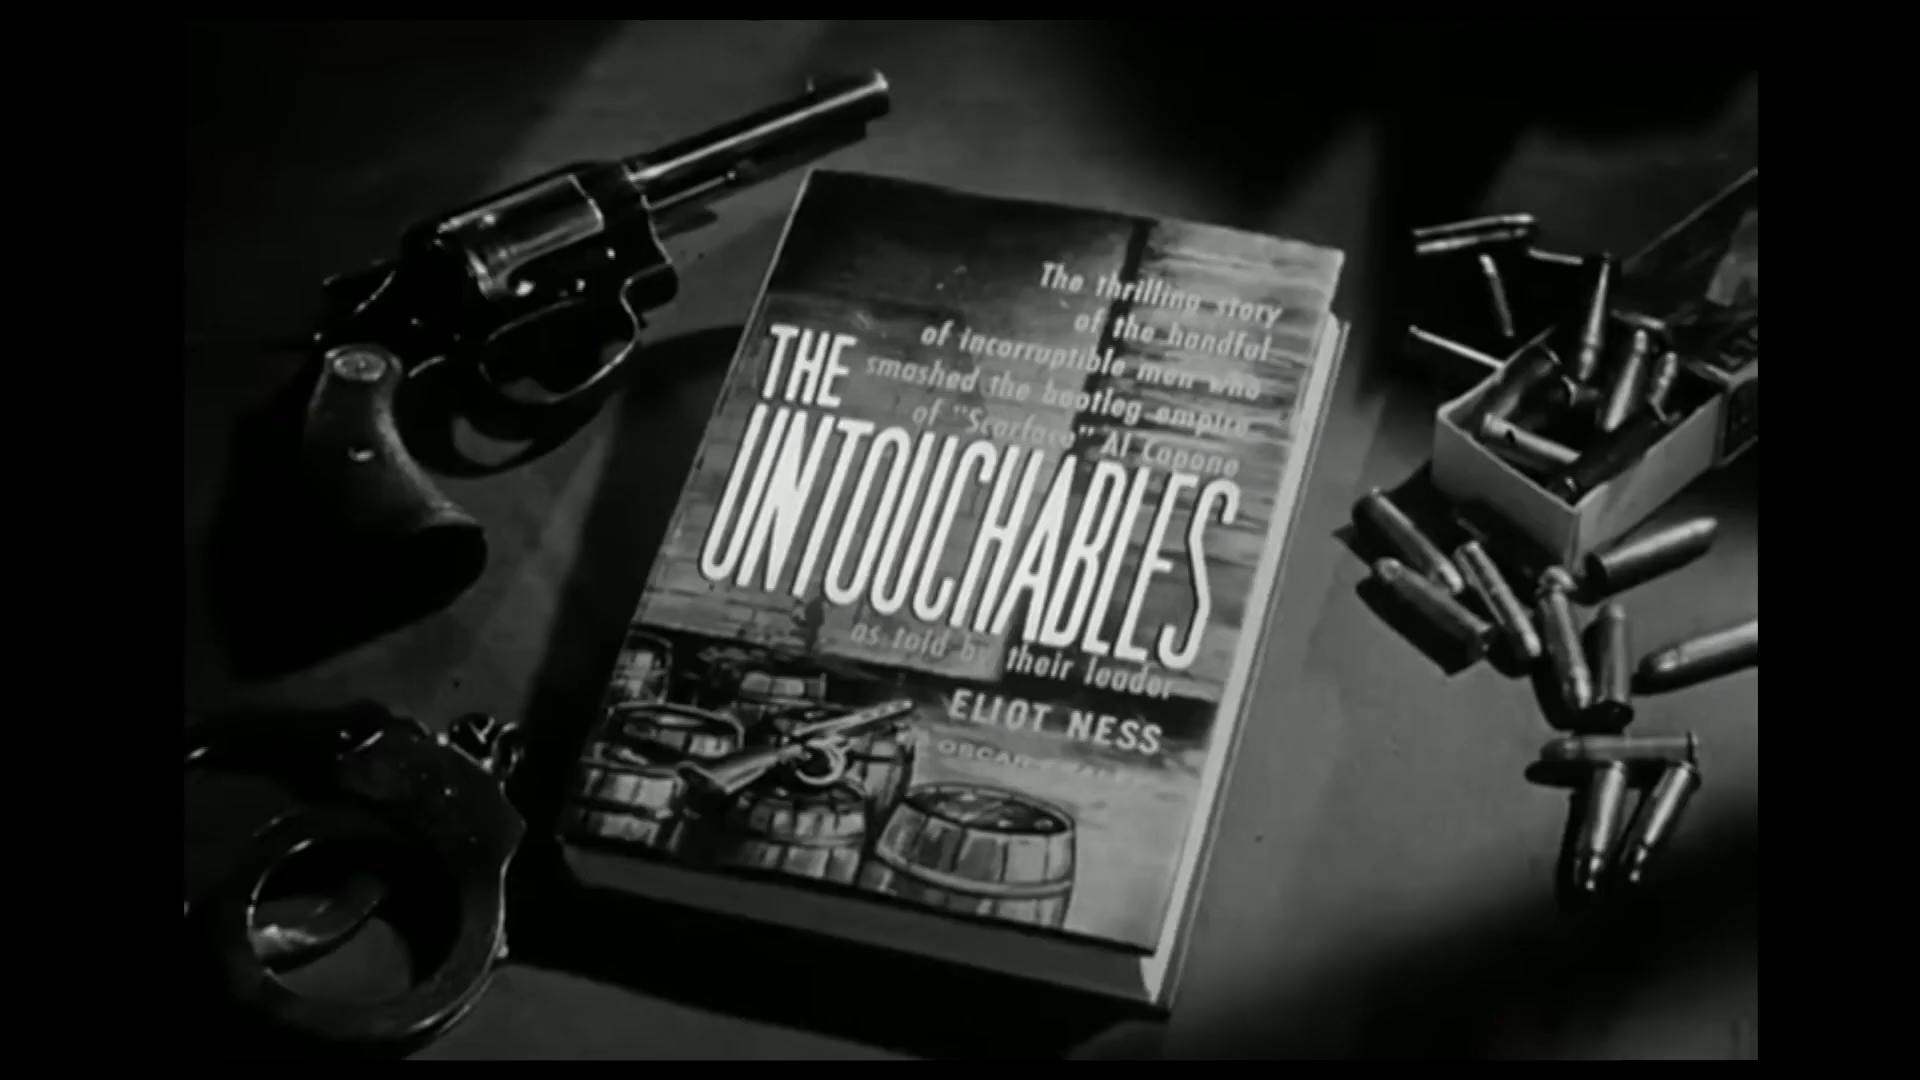 The thrilling story
of the handful
of incorruptible men who
smashed the bootleg empire
of "Scarface" Al Capone
THE
UNTOUCHABLES
as told by their leader
ELIOT NESS
OSCAR